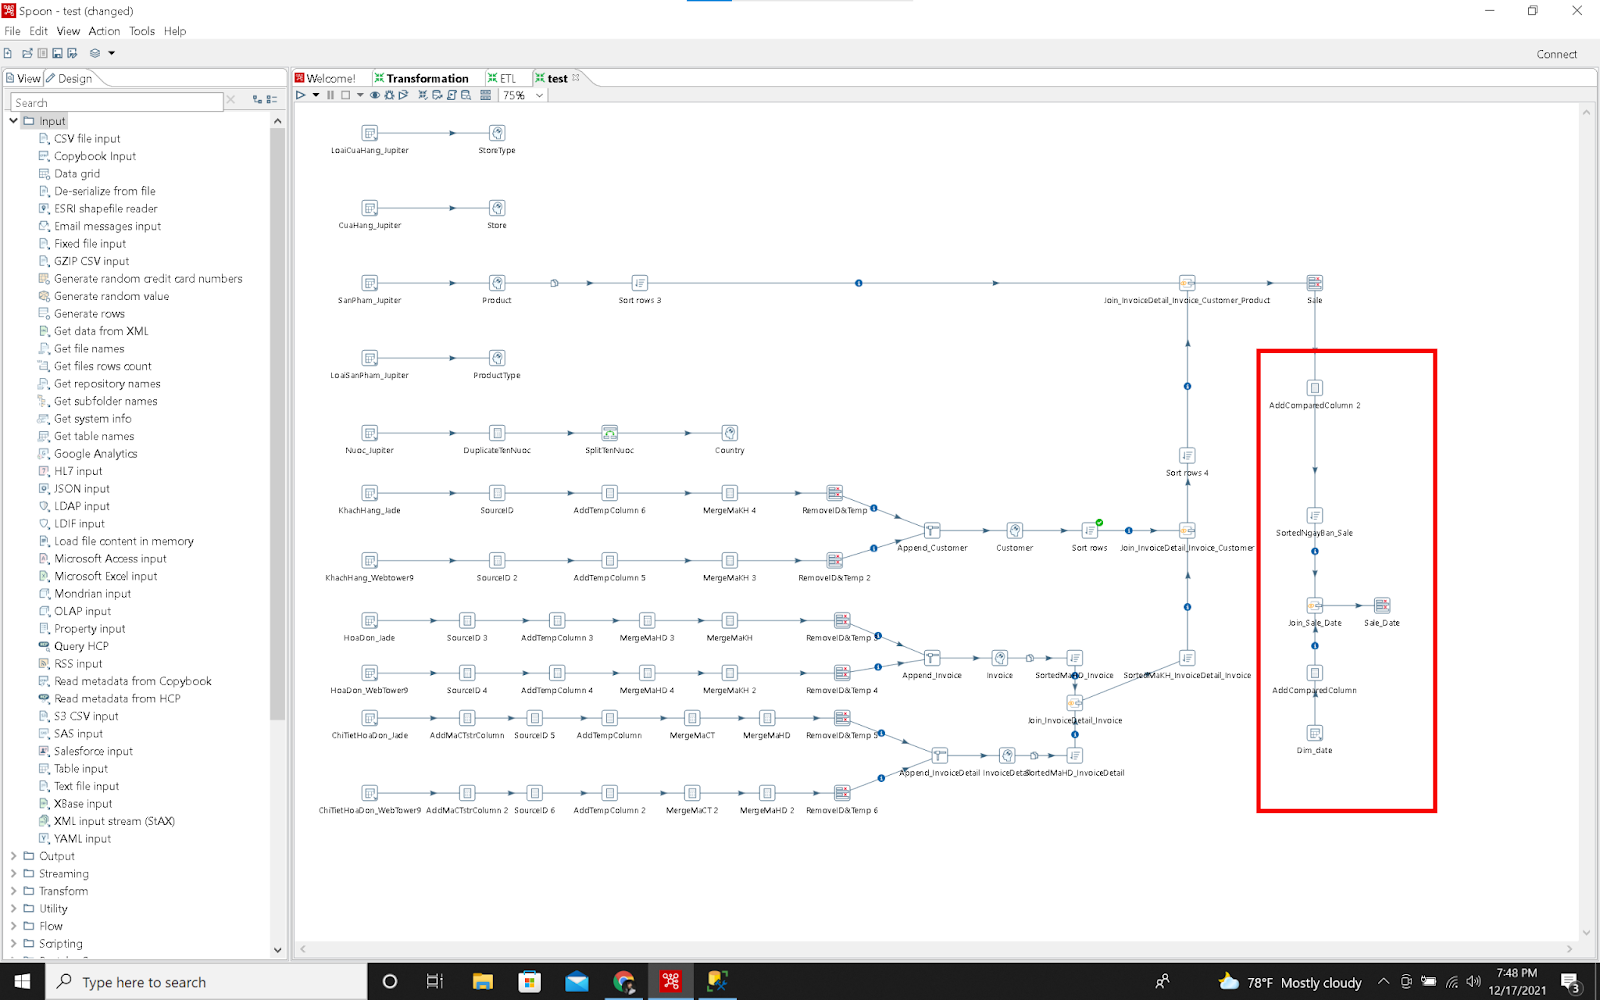 Spoon - test (changed)
File Edit View Action Tools Help
Connect
View Design
Welcome! Transformation ETL test
Search
75%
Input
CSV file input
Copybook Input
Data grid
De-serialize from file
ESRI shapefile reader
Email messages input
Fixed file input
GZIP CSV input
Generate random credit card numbers
Generate random value
Generate rows
Get data from XML
Get file names
Get files rows count
Get repository names
Get subfolder names
Get system info
Get table names
Google Analytics
HL7 input
JSON input
LDAP input
LDIF input
Load file content in memory
Microsoft Access input
Microsoft Excel input
Mondrian input
OLAP input
Property input
Query HCP
RSS input
Read metadata from Copybook
Read metadata from HCP
S3 CSV input
SAS input
Salesforce input
Table input
Text file input
XBase input
XML input stream (StAX)
YAML input
Output
Streaming
Transform
Utility
Flow
Scripting
LoaiCuaHang_Jupiter StoreType
CuaHang_Jupiter Store
SanPham_Jupiter Product Sort rows 3 Join_InvoiceDetail_Invoice_Customer_Product Sale
LoaiSanPham_Jupiter ProductType
AddComparedColumn 2
Nuoc_Jupiter DuplicateTenNuoc SplitTenNuoc Country
Sort rows 4
KhachHang_Jade SourceID AddTempColumn 6 MergeMaKH 4 RemoveID&Temp
SortedNgayBan_Sale
Append_Customer Customer Sort rows Join_InvoiceDetail_Invoice_Customer
KhachHang_Webtower9 SourceID 2 AddTempColumn 5 MergeMaKH 3 RemoveID&Temp 2
Join_Sale_Date Sale_Date
HoaDon_Jade SourceID 3 AddTempColumn 3 MergeMaHD 3 MergeMaKH RemoveID&Temp 3
Append_Invoice Invoice SortedMaHD_Invoice SortedMaKH_InvoiceDetail_Invoice
HoaDon_WebTower9 SourceID 4 AddTempColumn 4 MergeMaHD 4 MergeMaKH 2 RemoveID&Temp 4
AddComparedColumn
Join_InvoiceDetail_Invoice
ChiTietHoaDon_Jade AddMaCTstrColumn SourceID 5 AddTempColumn MergeMaCT MergeMaHD RemoveID&Temp 5
Dim_date
Append_InvoiceDetail InvoiceDetail SortedMaHD_InvoiceDetail
ChiTietHoaDon_WebTower9 AddMaCTstrColumn 2 SourceID 6 AddTempColumn 2 MergeMaCT 2 MergeMaHD 2 RemoveID&Temp 6
Type here to search
78°F Mostly cloudy
7:48 PM
12/17/2021
3